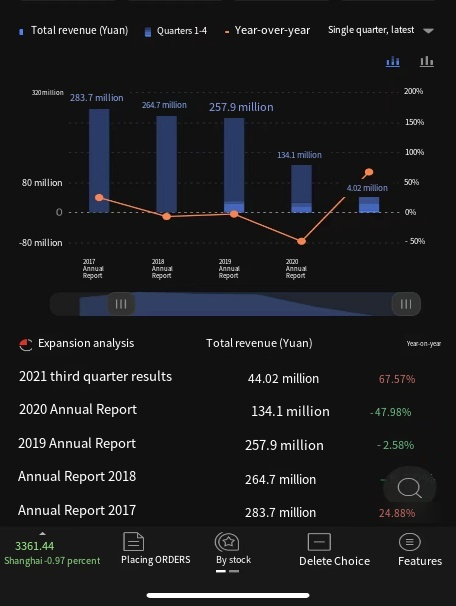 Total revenue (Yuan) Quarters 1-4 Year-over-year Single quarter, latest
320million 283.7 million 264.7 million 257.9 million 200%
150%
134.1 million 100%
80 million 4.02 million 50%
0 0%
-80 million - 50%
2017 Annual Report
2018 Annual Report
2019 Annual Report
2020 Annual Report
Expansion analysis Total revenue (Yuan) Year-on-year
2021 third quarter results 44.02 million 67.57%
2020 Annual Report 134.1 million -47.98%
2019 Annual Report 257.9 million - 2.58%
Annual Report 2018 264.7 million
Annual Report 2017 283.7 million 24.88%
3361.44
Shanghai -0.97 percent Placing ORDERS By stock Delete Choice Features